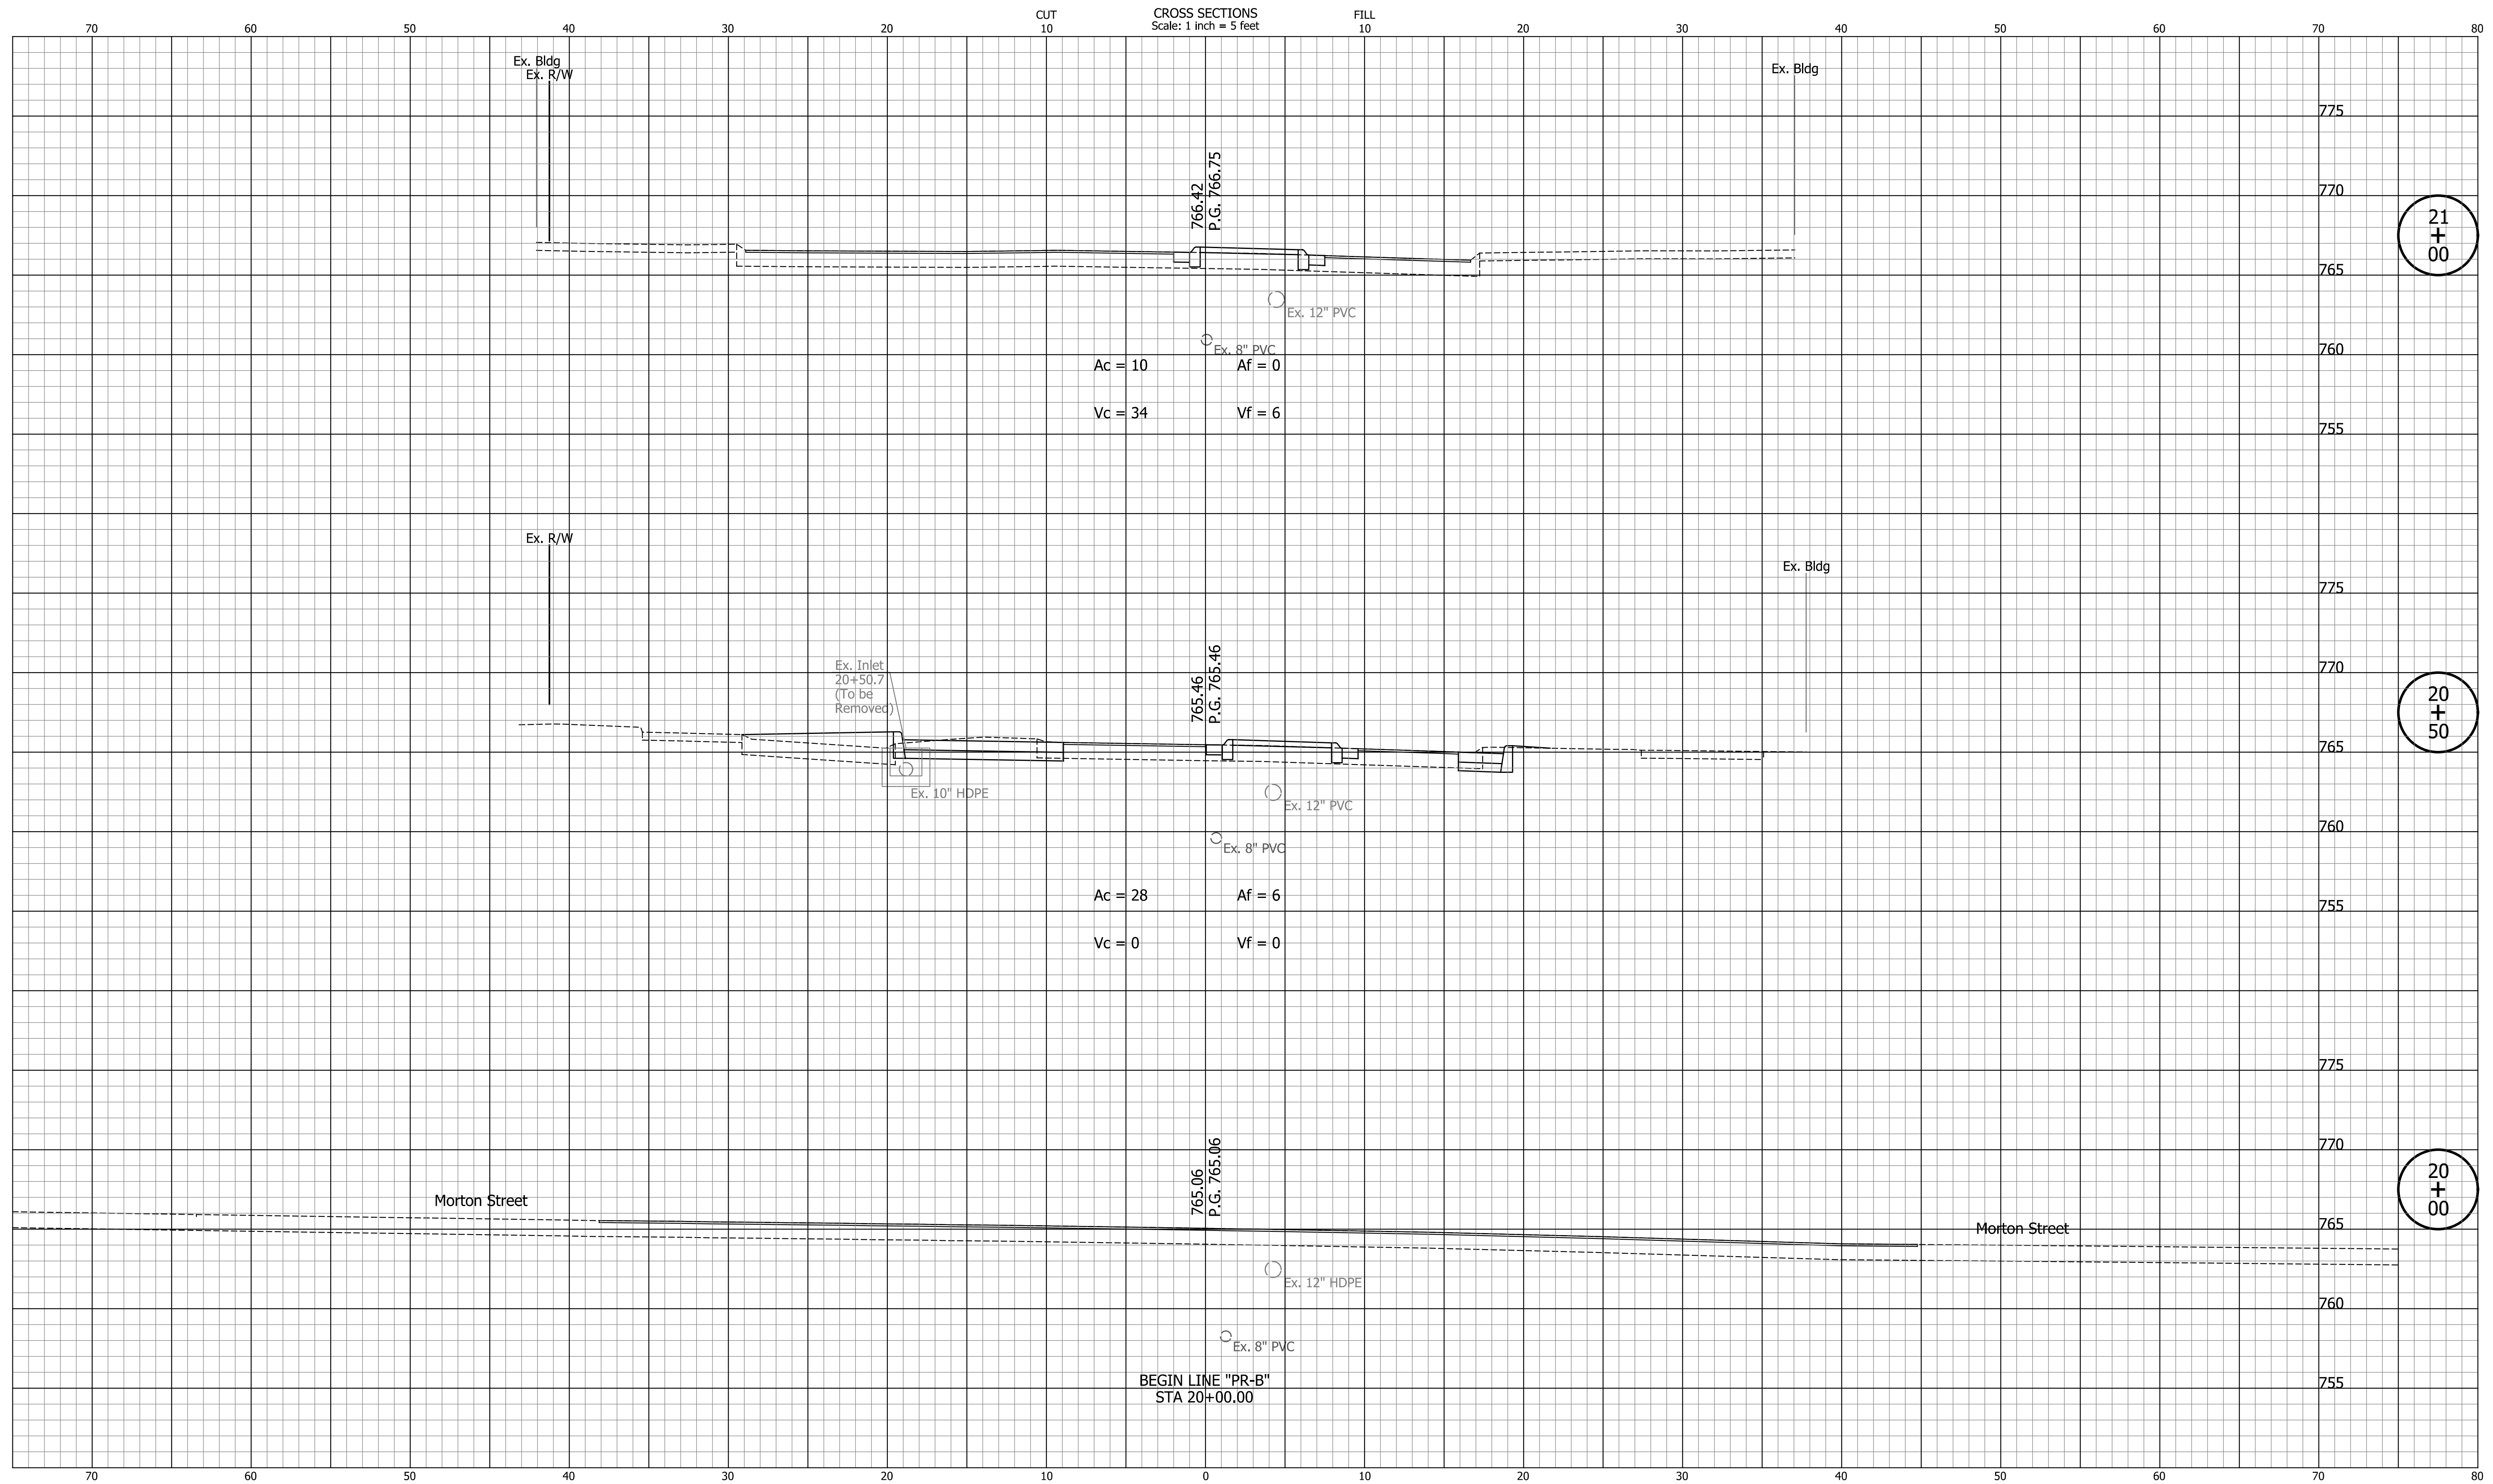 CUT
CROSS SECTIONS
FILL
Scale: 1 inch = 5 feet
70 60 50 40 30 20 10 0 10 20 30 40 50 60 70 80
Ex. Bldg
Ex. R/W
Ex. Bldg
775
766.42
P.G. 766.75
770
21
+
00
765
Ex. 12" PVC
Ex. 8" PVC
760
Ac = 10
Af = 0
Vc = 34
Vf = 6
755
Ex. R/W
Ex. Bldg
775
770
Ex. Inlet
20+50.7
(To be
Removed)
765.46
P.G. 765.46
20
+
50
765
Ex. 10" HDPE
Ex. 12" PVC
760
Ex. 8" PVC
Ac = 28
Af = 6
755
Vc = 0
Vf = 0
775
770
765.06
P.G. 765.06
20
+
00
Morton Street
Morton Street
765
Ex. 12" HDPE
760
Ex. 8" PVC
BEGIN LINE "PR-B"
STA 20+00.00
755
70 60 50 40 30 20 10 0 10 20 30 40 50 60 70 80